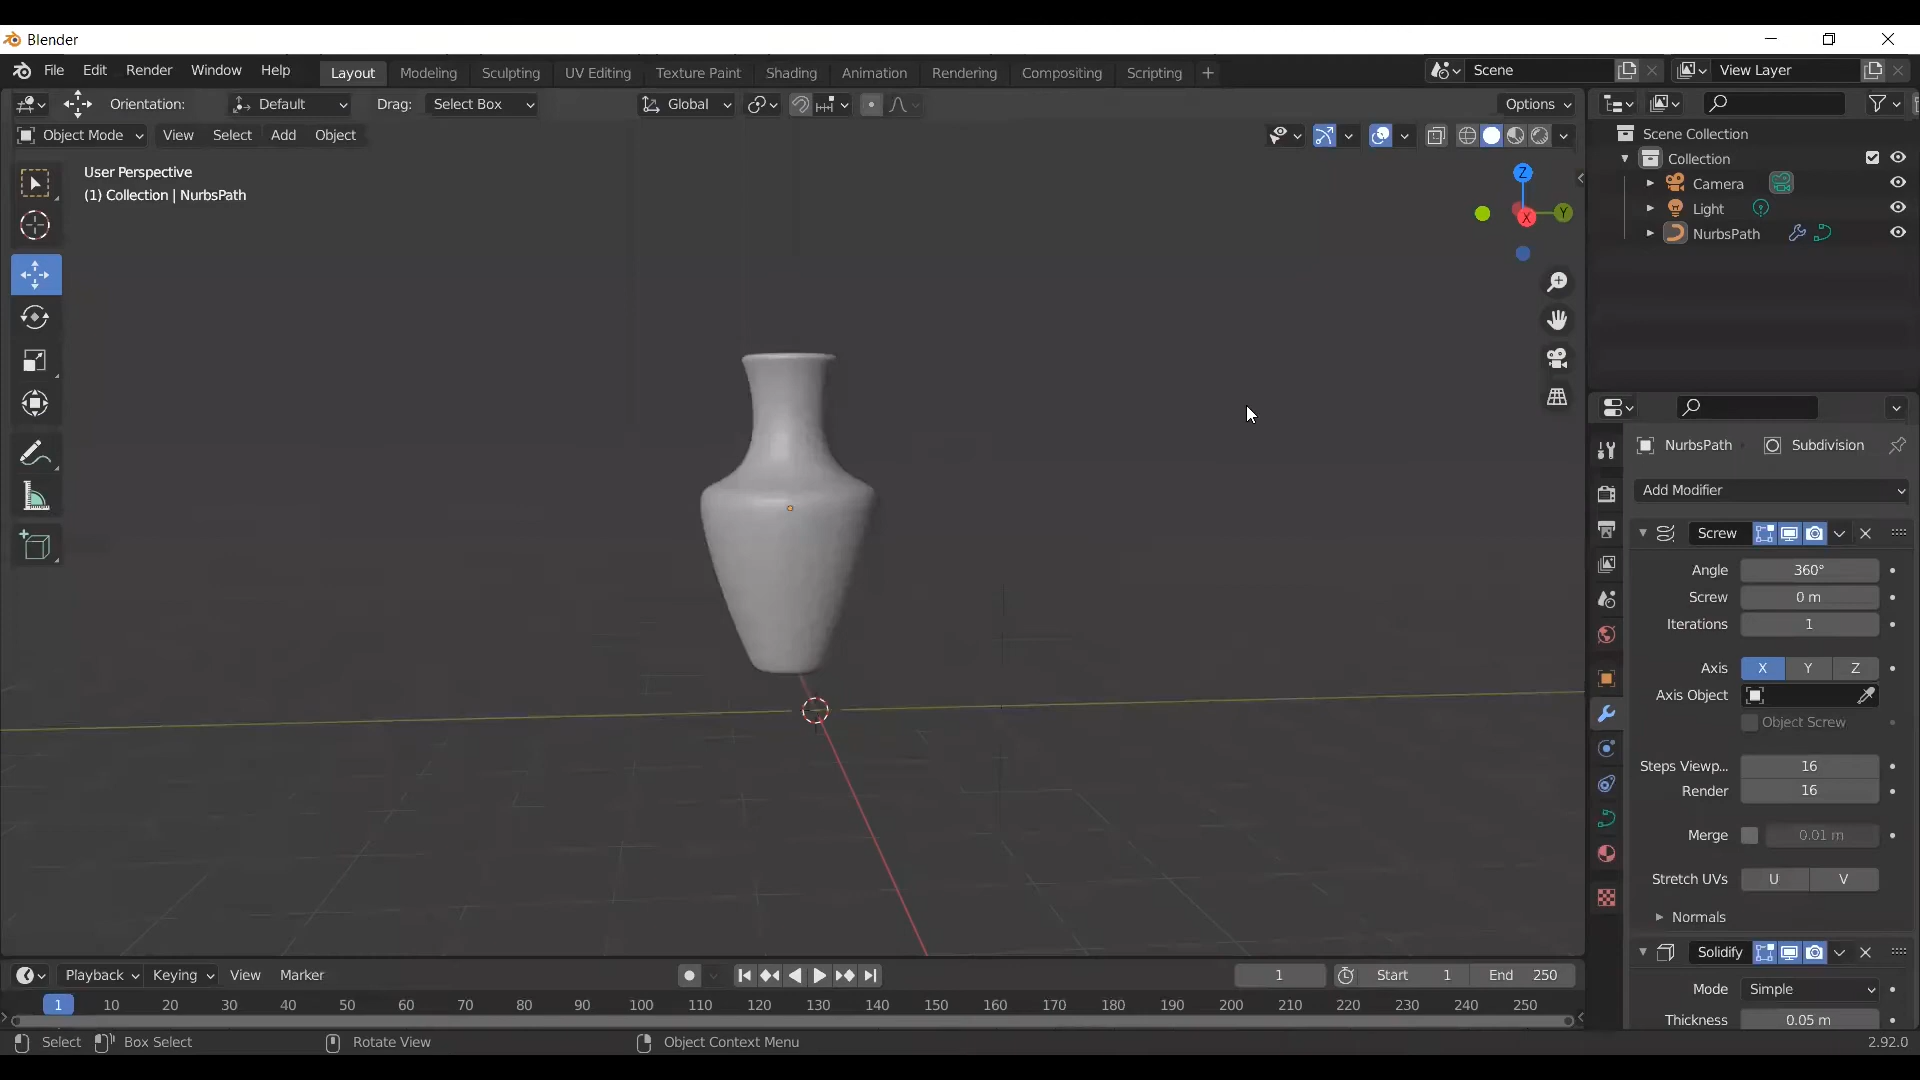 Blender
File Edit Render Window Help Layout Modeling Sculpting UV Editing Texture Paint Shading Animation Rendering Compositing Scripting + Scene View Layer
Orientation: Default Drag: Select Box Global Options
Object Mode View Select Add Object
User Perspective
(1) Collection | NurbsPath
Z
Y
X
Scene Collection
Collection
Camera
Light
NurbsPath
NurbsPath Subdivision
Add Modifier
Screw
Angle 360°
Screw 0 m
Iterations 1
Axis X Y Z
Axis Object
Object Screw
Steps Viewp... 16
Render 16
Merge 0.01 m
Stretch UVs U V
Normals
Solidify
Mode Simple
Thickness 0.05 m
Playback Keying View Marker 1 Start 1 End 250
1 10 20 30 40 50 60 70 80 90 100 110 120 130 140 150 160 170 180 190 200 210 220 230 240 250
Select Box Select Rotate View Object Context Menu 2.92.0